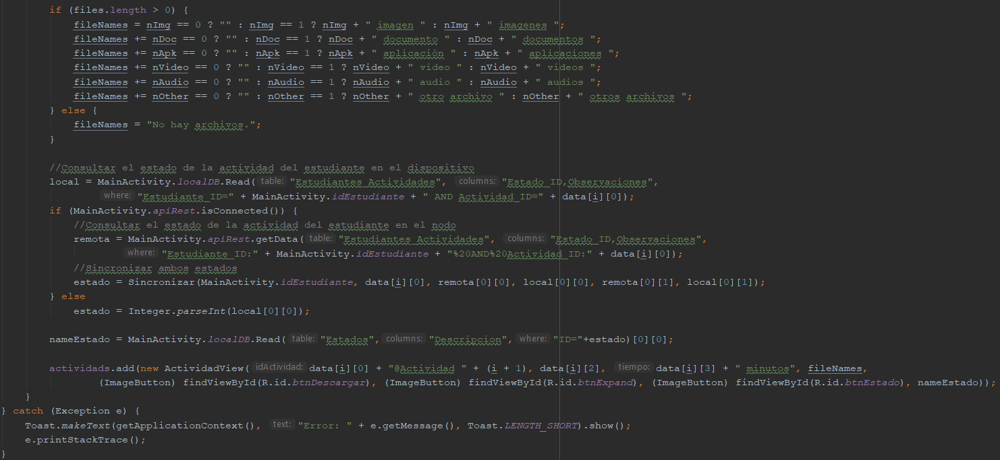 if (files.length > 0) {
fileNames = nImg == 0 ? "" : nImg == 1 ? nImg + " imagen " : nImg + " imagenes ";
fileNames += nDoc == 0 ? "" : nDoc == 1 ? nDoc + " documento " : nDoc + " documentos ";
fileNames += nApk == 0 ? "" : nApk == 1 ? nApk + " aplicación " : nApk + " aplicaciones ";
fileNames += nVideo == 0 ? "" : nVideo == 1 ? nVideo + " video " : nVideo + " videos ";
fileNames += nAudio == 0 ? "" : nAudio == 1 ? nAudio + " audio " : nAudio + " audios ";
fileNames += nOther == 0 ? "" : nOther == 1 ? nOther + " otro archivo " : nOther + " otros archivos ";
} else {
fileNames = "No hay archivos.";
}
//Consultar el estado de la actividad del estudiante en el dispositivo
local = MainActivity.localDB.Read( table: "Estudiantes_Actividades", columns: "Estado_ID,Observaciones",
where: "Estudiante_ID=" + MainActivity.idEstudiante + " AND Actividad_ID=" + data[i][0]);
if (MainActivity.apiRest.isConnected()) {
//Consultar el estado de la actividad del estudiante en el nodo
remota = MainActivity.apiRest.getData( table: "Estudiantes_Actividades", columns: "Estado_ID,Observaciones",
where: "Estudiante_ID:" + MainActivity.idEstudiante + "%20AND%20Actividad_ID:" + data[i][0]);
//Sincronizar ambos estados
estado = Sincronizar(MainActivity.idEstudiante, data[i][0], remota[0][0], local[0][0], remota[0][1], local[0][1]);
} else
estado = Integer.parseInt(local[0][0]);
nameEstado = MainActivity.localDB.Read( table: "Estados", columns: "Descripcion", where: "ID="+estado)[0][0];
actividads.add(new ActividadView( idActividad: data[i][0] + "@Actividad " + (i + 1), data[i][2], tiempo: data[i][3] + " minutos", fileNames,
(ImageButton) findViewById(R.id.btnDescargar), (ImageButton) findViewById(R.id.btnExpand), (ImageButton) findViewById(R.id.btnEstado), nameEstado));
}
} catch (Exception e) {
Toast.makeText(getApplicationContext(), text: "Error: " + e.getMessage(), Toast.LENGTH_SHORT).show();
e.printStackTrace();
}